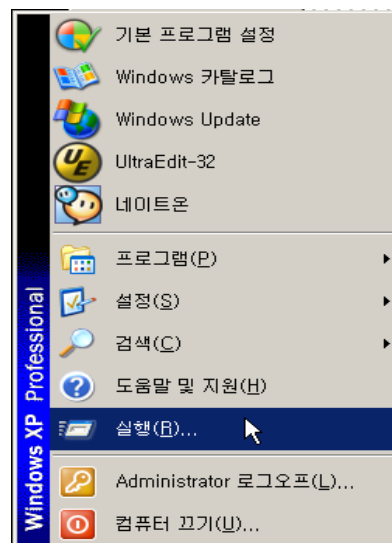 기본 프로그램 설정
Windows 카탈로그
Windows Update
UltraEdit-32
네이트온
프로그램(P)
설정(S)
검색(C)
도움말 및 지원(H)
실행(R)...
Administrator 로그오프(L)...
컴퓨터 끄기(U)...
Windows XP Professional